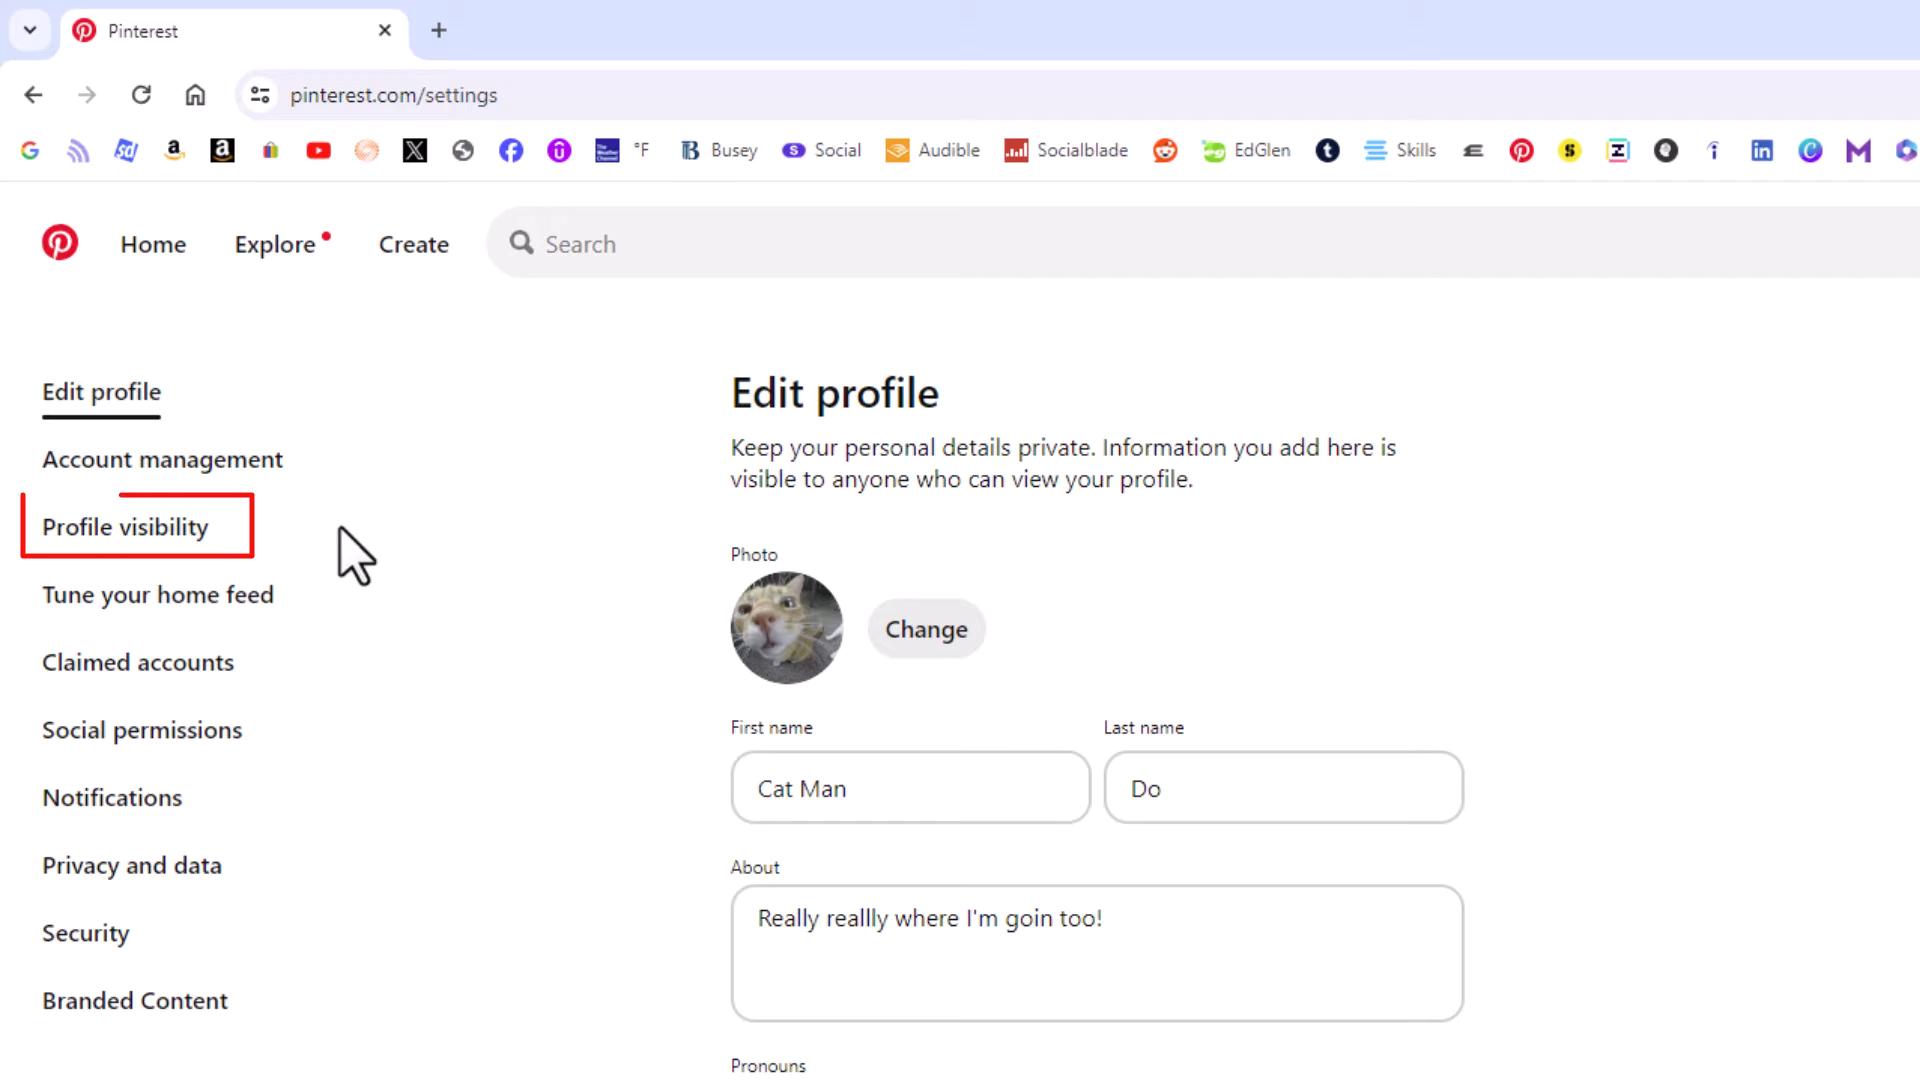 Pinterest
pinterest.com/settings
°F
Busey
Social
Audible
Socialblade
EdGlen
Skills
Home
Explore
Create
Search
Edit profile
Account management
Profile visibility
Tune your home feed
Claimed accounts
Social permissions
Notifications
Privacy and data
Security
Branded Content
Edit profile
Keep your personal details private. Information you add here is
visible to anyone who can view your profile.
Photo
Change
First name
Last name
Cat Man
Do
About
Really reallly where I'm goin too!
Pronouns